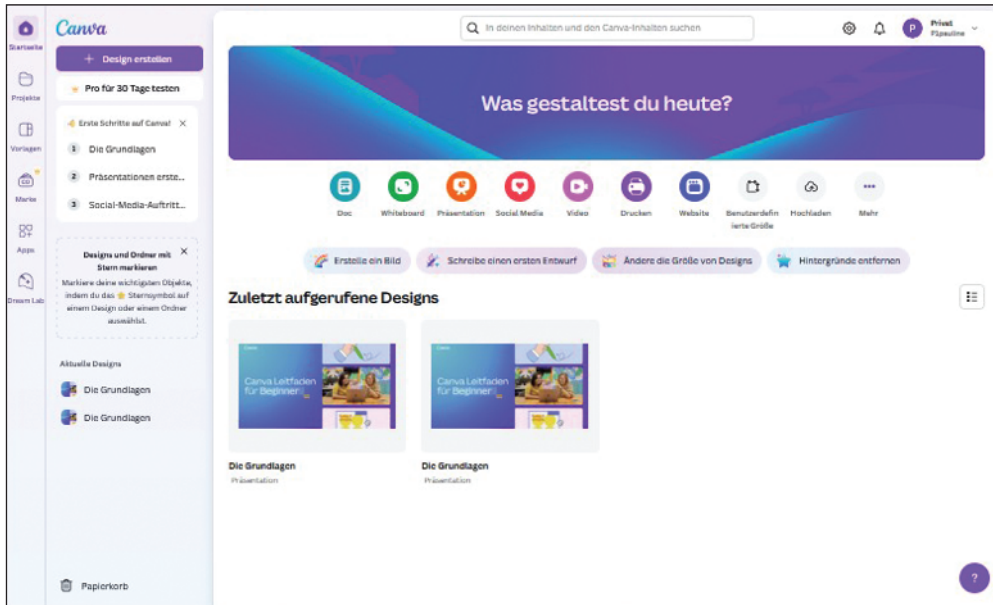 Startseite
Projekte
Vorlagen
Marke
Apps
Dream Lab
Canva
+ Design erstellen
Pro für 30 Tage testen
Erste Schritte auf Canva!
1 Die Grundlagen
2 Präsentationen erste...
3 Social-Media-Auftritt...
Designs und Ordner mit
Stern markieren
Markiere deine wichtigsten Objekte,
indem du das Sternsymbol auf
einem Design oder einem Ordner
auswählst.
Aktuelle Designs
Die Grundlagen
Die Grundlagen
Papierkorb
In deinen Inhalten und den Canva-Inhalten suchen
P
Privat
Was gestaltest du heute?
Doc
Whiteboard
Präsentation
Social Media
Video
Drucken
Website
Benutzerdefin
ierte Größe
Hochladen
Mehr
Erstelle ein Bild
Schreibe einen ersten Entwurf
Ändere die Größe von Designs
Hintergründe entfernen
Zuletzt aufgerufene Designs
Canva Leitfaden
für Beginner
Canva Leitfaden
für Beginner
Die Grundlagen
Präsentation
Die Grundlagen
Präsentation
?